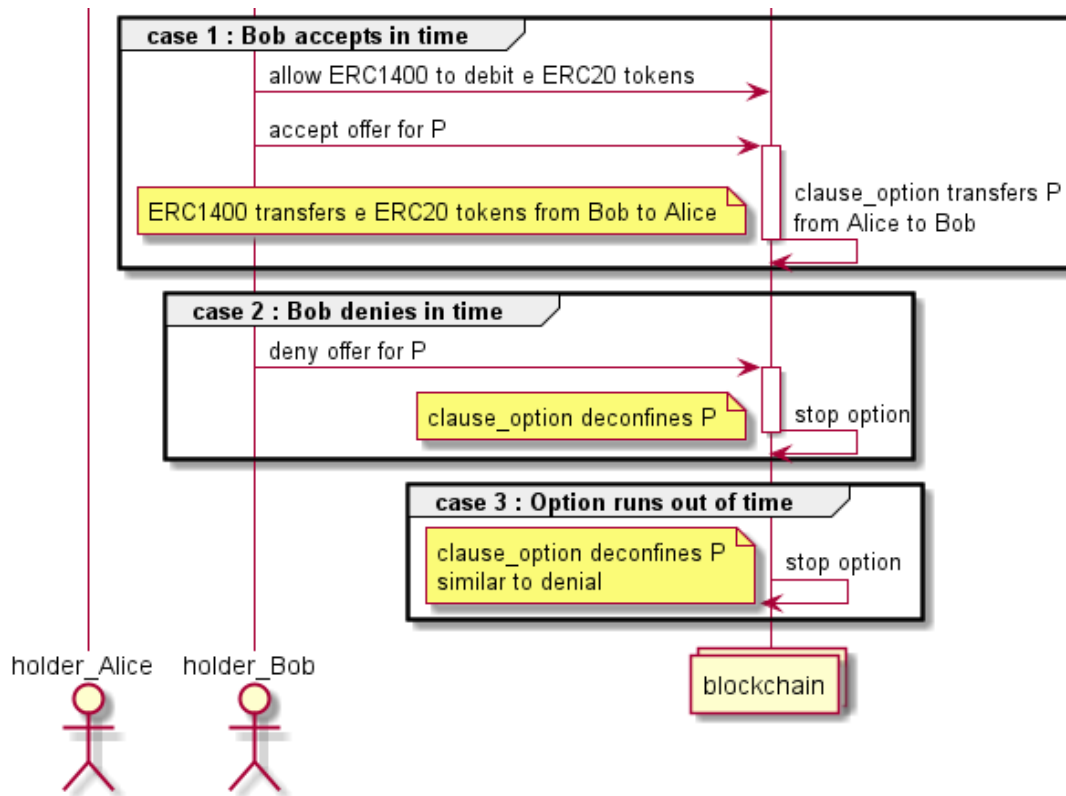 case 1 : Bob accepts in time
allow ERC1400 to debit e ERC20 tokens
accept offer for P
ERC1400 transfers e ERC20 tokens from Bob to Alice
clause_option transfers P
from Alice to Bob
case 2 : Bob denies in time
deny offer for P
clause_option deconfines P
stop option
case 3 : Option runs out of time
clause_option deconfines P
similar to denial
stop option
holder_Alice
holder_Bob
blockchain